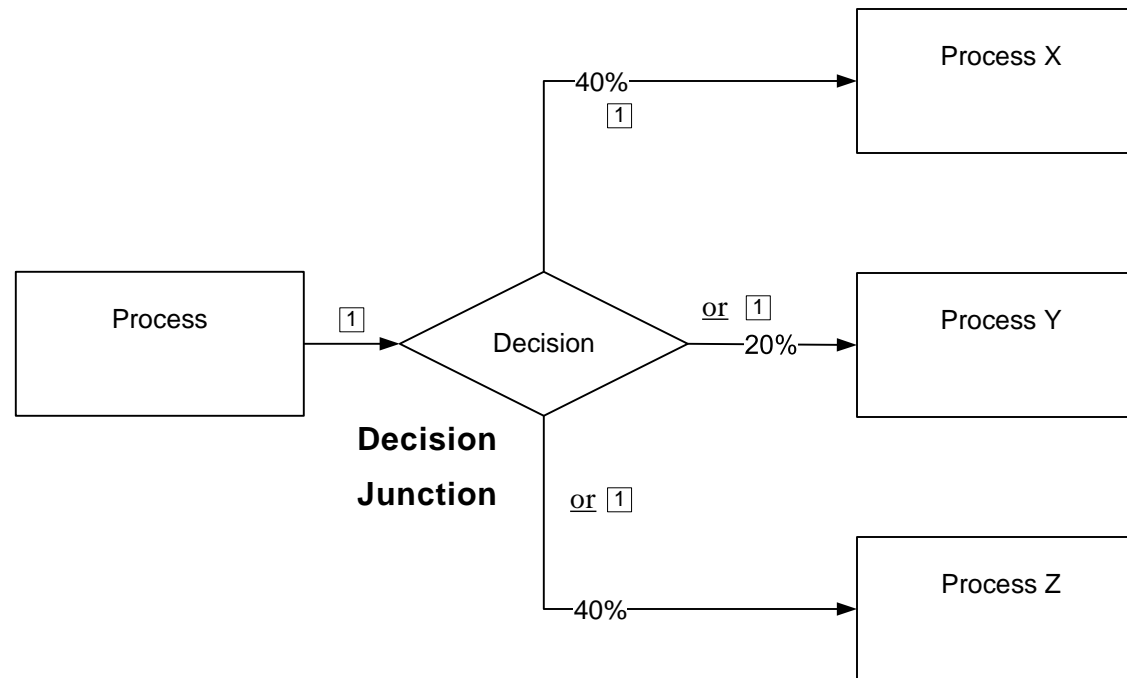 Process X
40%
1
Process
1
Decision
or 1
20%
Process Y
Decision
Junction
or 1
Process Z
40%